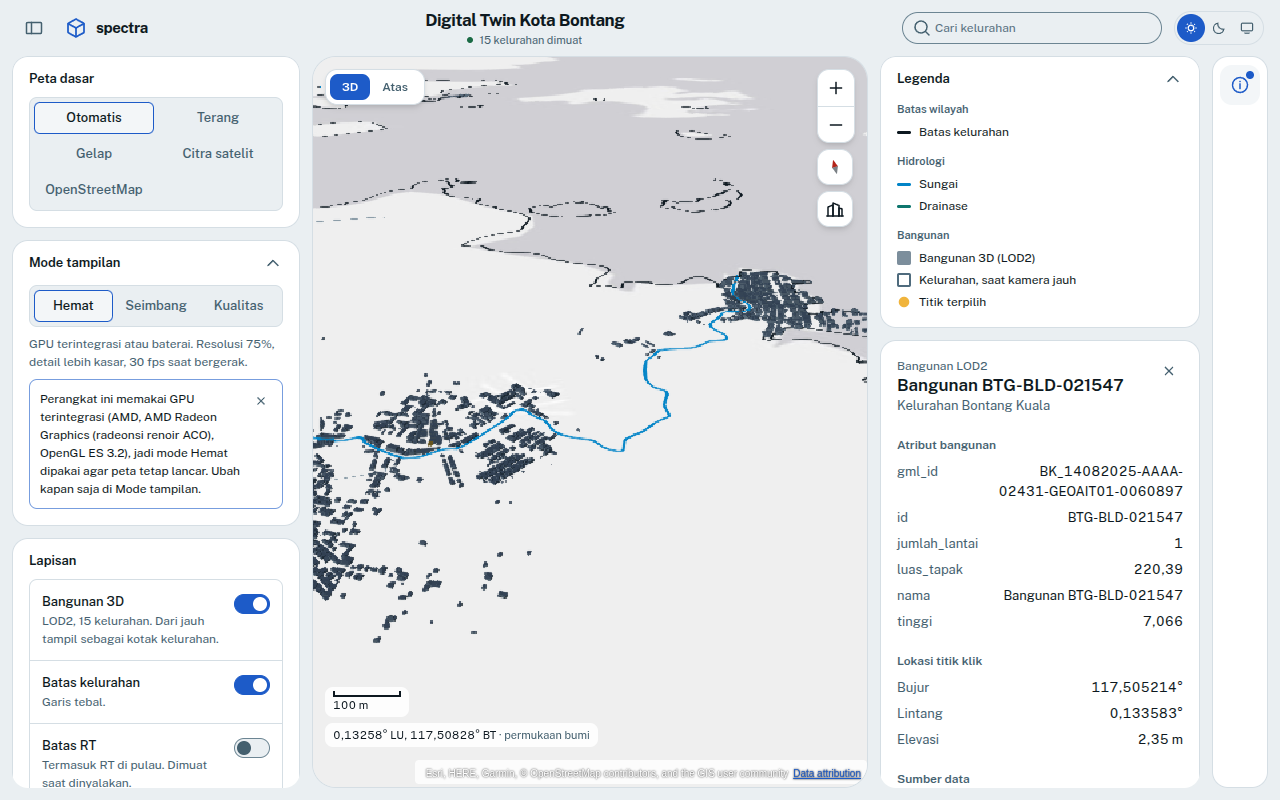 spectra
Digital Twin Kota Bontang
15 kelurahan dimuat
Cari kelurahan
Peta dasar
Otomatis
Terang
Gelap
Citra satelit
OpenStreetMap
Mode tampilan
Hemat
Seimbang
Kualitas
GPU terintegrasi atau baterai. Resolusi 75%,
detail lebih kasar, 30 fps saat bergerak.
Perangkat ini memakai GPU
terintegrasi (AMD, AMD Radeon
Graphics (radeonsi renoir ACO),
OpenGL ES 3.2), jadi mode Hemat
dipakai agar peta tetap lancar. Ubah
kapan saja di Mode tampilan.
Lapisan
Bangunan 3D
LOD2, 15 kelurahan. Dari jauh
tampil sebagai kotak kelurahan.
Batas kelurahan
Garis tebal.
Batas RT
Termasuk RT di pulau. Dimuat
saat dinyalakan.
3D
Atas
100 m
0,13258° LU, 117,50828° BT · permukaan bumi
Esri, HERE, Garmin, © OpenStreetMap contributors, and the GIS user community Data attribution
Legenda
Batas wilayah
Batas kelurahan
Hidrologi
Sungai
Drainase
Bangunan
Bangunan 3D (LOD2)
Kelurahan, saat kamera jauh
Titik terpilih
Bangunan LOD2
Bangunan BTG-BLD-021547
Kelurahan Bontang Kuala
Atribut bangunan
gml_id BK_14082025-AAAA-
02431-GEOAIT01-0060897
id BTG-BLD-021547
jumlah_lantai 1
luas_tapak 220,39
nama Bangunan BTG-BLD-021547
tinggi 7,066
Lokasi titik klik
Bujur 117,505214°
Lintang 0,133583°
Elevasi 2,35 m
Sumber data